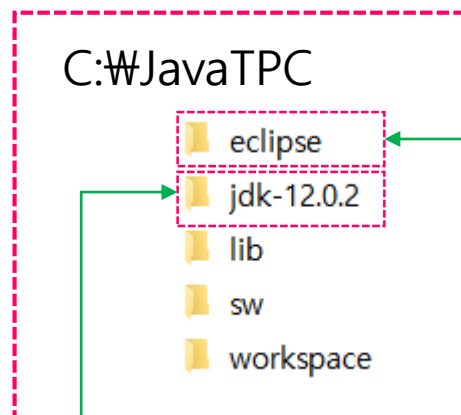 C:₩JavaTPC
eclipse
jdk-12.0.2
lib
sw
workspace